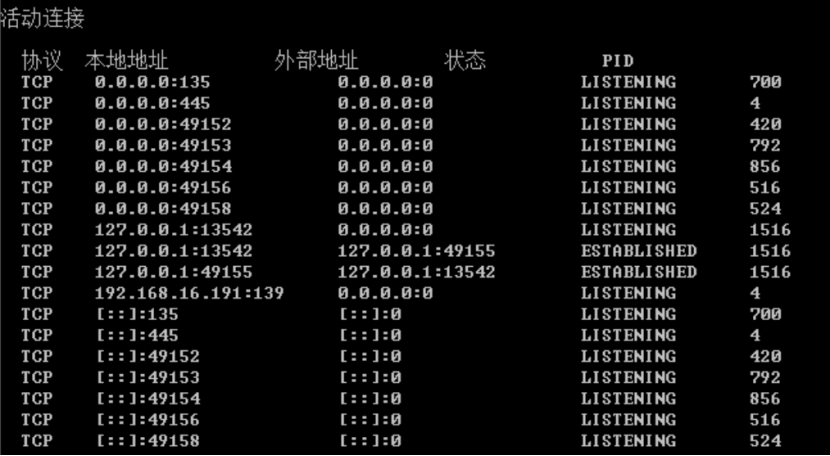 活动连接
协议 本地地址 外部地址 状态 PID
TCP 0.0.0.0:135 0.0.0.0:0 LISTENING 700
TCP 0.0.0.0:445 0.0.0.0:0 LISTENING 4
TCP 0.0.0.0:49152 0.0.0.0:0 LISTENING 420
TCP 0.0.0.0:49153 0.0.0.0:0 LISTENING 792
TCP 0.0.0.0:49154 0.0.0.0:0 LISTENING 856
TCP 0.0.0.0:49156 0.0.0.0:0 LISTENING 516
TCP 0.0.0.0:49158 0.0.0.0:0 LISTENING 524
TCP 127.0.0.1:13542 0.0.0.0:0 LISTENING 1516
TCP 127.0.0.1:13542 127.0.0.1:49155 ESTABLISHED 1516
TCP 127.0.0.1:49155 127.0.0.1:13542 ESTABLISHED 1516
TCP 192.168.16.191:139 0.0.0.0:0 LISTENING 4
TCP [::]:135 [::]:0 LISTENING 700
TCP [::]:445 [::]:0 LISTENING 4
TCP [::]:49152 [::]:0 LISTENING 420
TCP [::]:49153 [::]:0 LISTENING 792
TCP [::]:49154 [::]:0 LISTENING 856
TCP [::]:49156 [::]:0 LISTENING 516
TCP [::]:49158 [::]:0 LISTENING 524